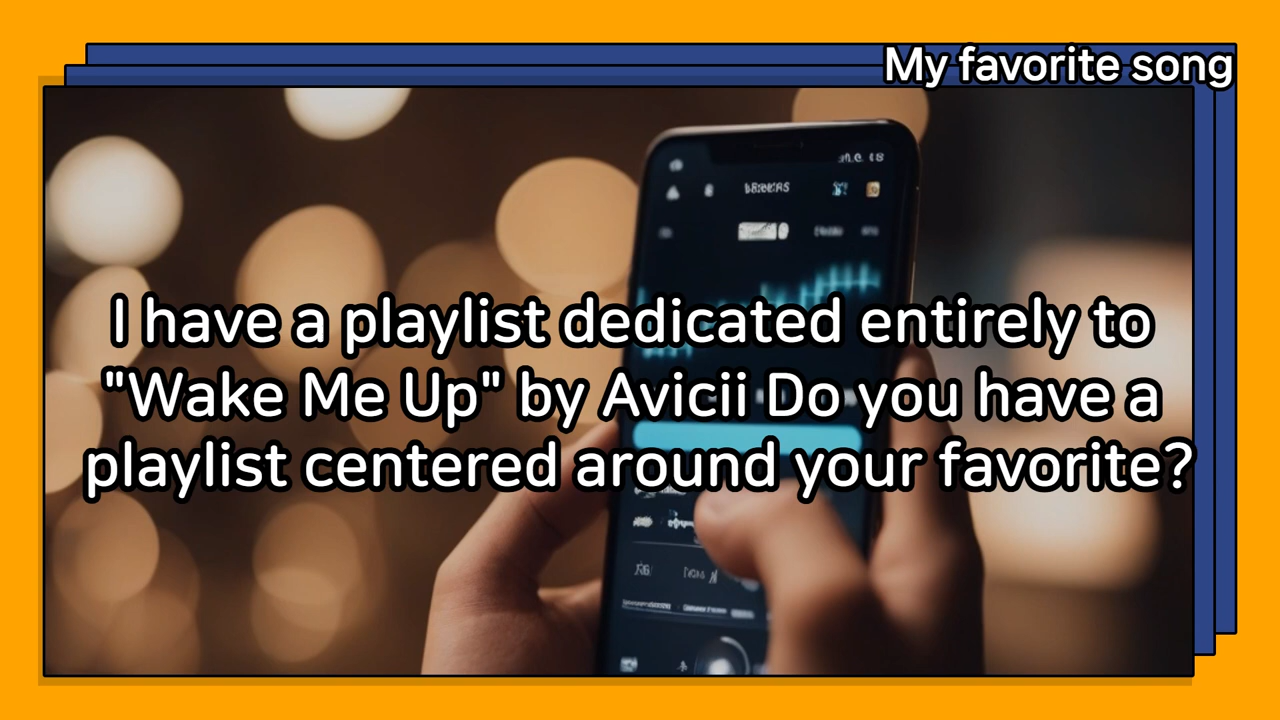 My favorite song
I have a playlist dedicated entirely to
"Wake Me Up" by Avicii Do you have a
playlist centered around your favorite?